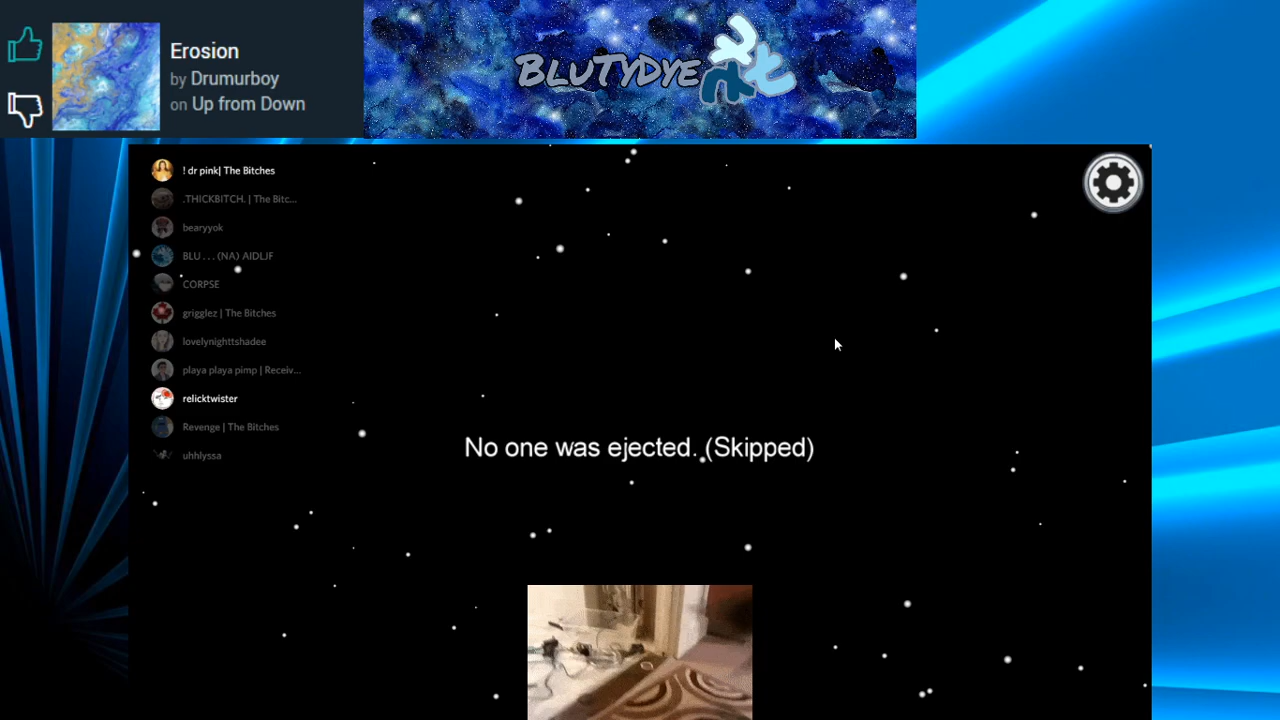 Erosion
by Drumurboy
on Up from Down
BLUTYDYE
! dr pink| The Bitches
.THICKBITCH. | The Bitc...
bearyyok
BLU . . . (NA) AIDLJF
CORPSE
grigglez | The Bitches
lovelynighttshadee
playa playa pimp | Receiv...
relicktwister
Revenge | The Bitches
uhhlyssa
No one was ejected. (Skipped)